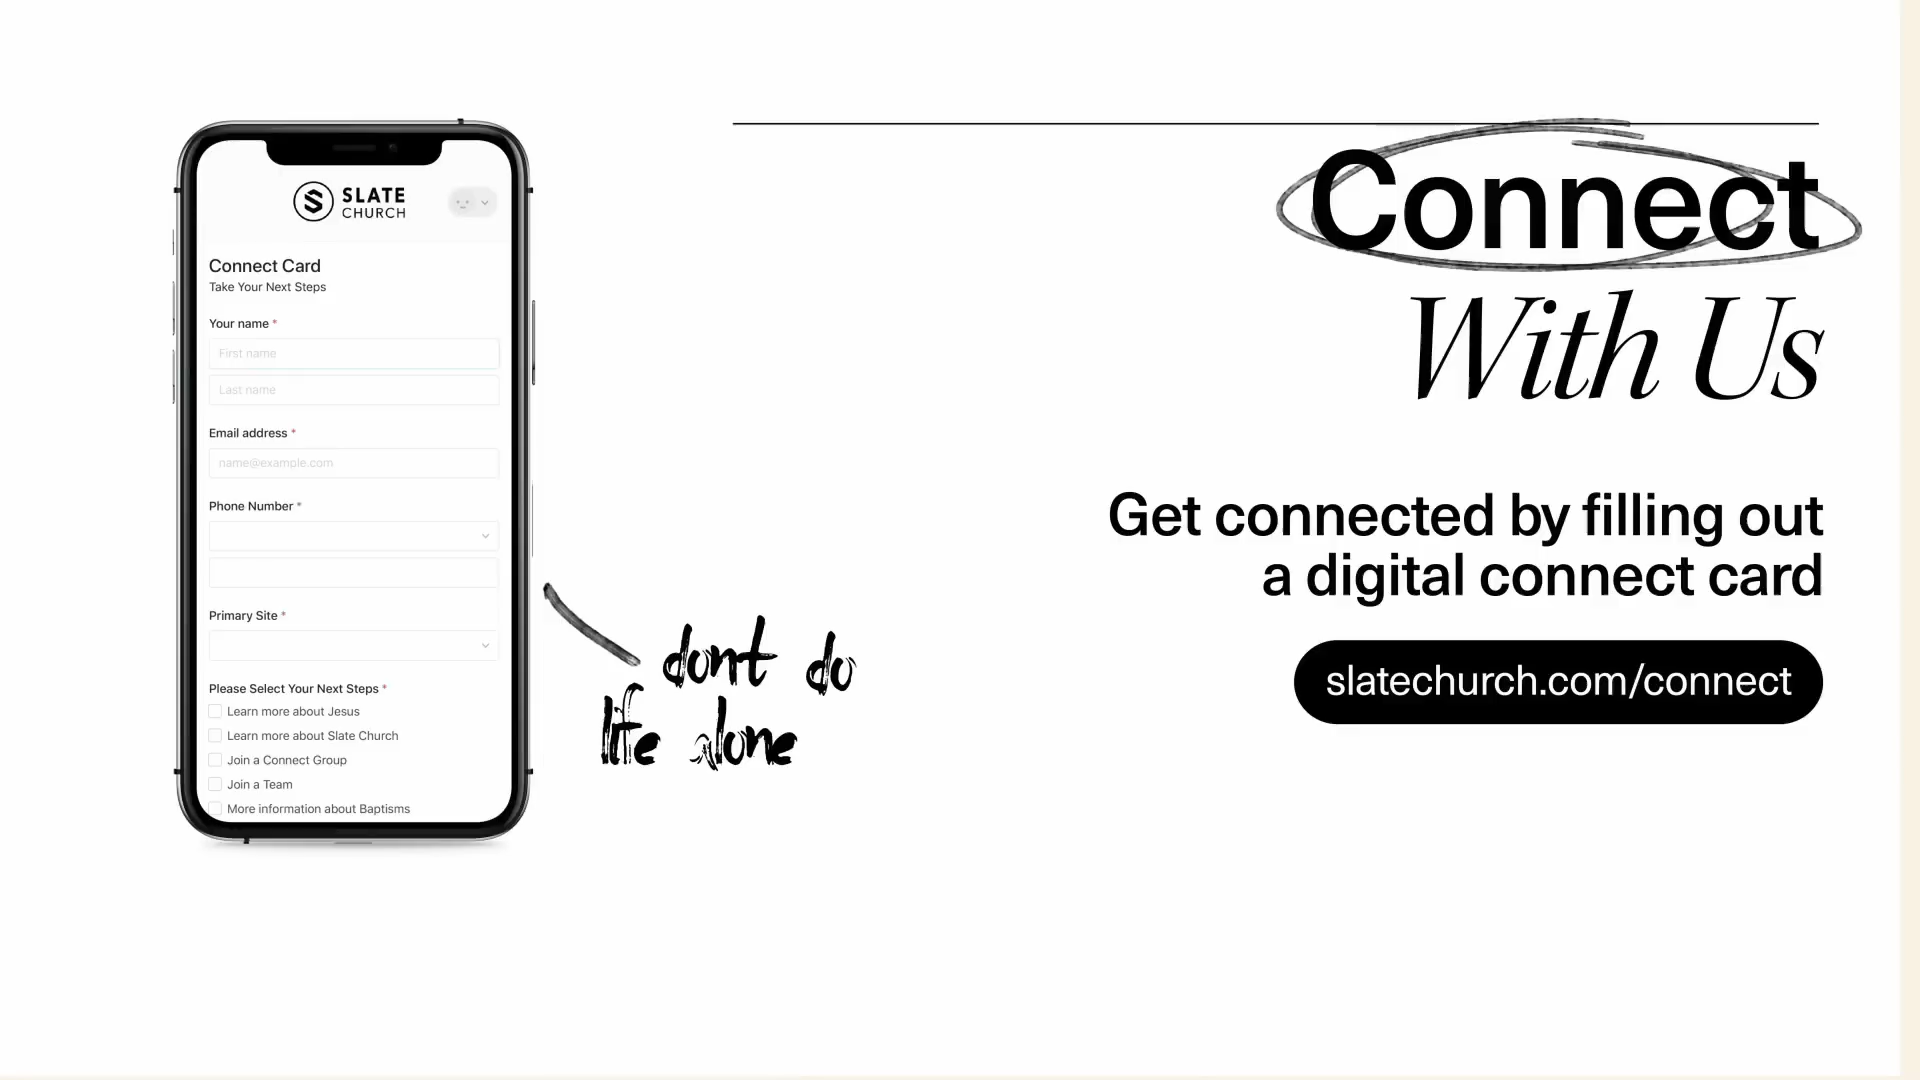 SLATE
CHURCH
Connect Card
Take Your Next Steps
Your name *
First name
Last name
Email address *
name@example.com
Phone Number *
Primary Site *
Please Select Your Next Steps *
Learn more about Jesus
Learn more about Slate Church
Join a Connect Group
Join a Team
More information about Baptisms
dont do
life alone
Connect
With Us
Get connected by filling out
a digital connect card
slatechurch.com/connect